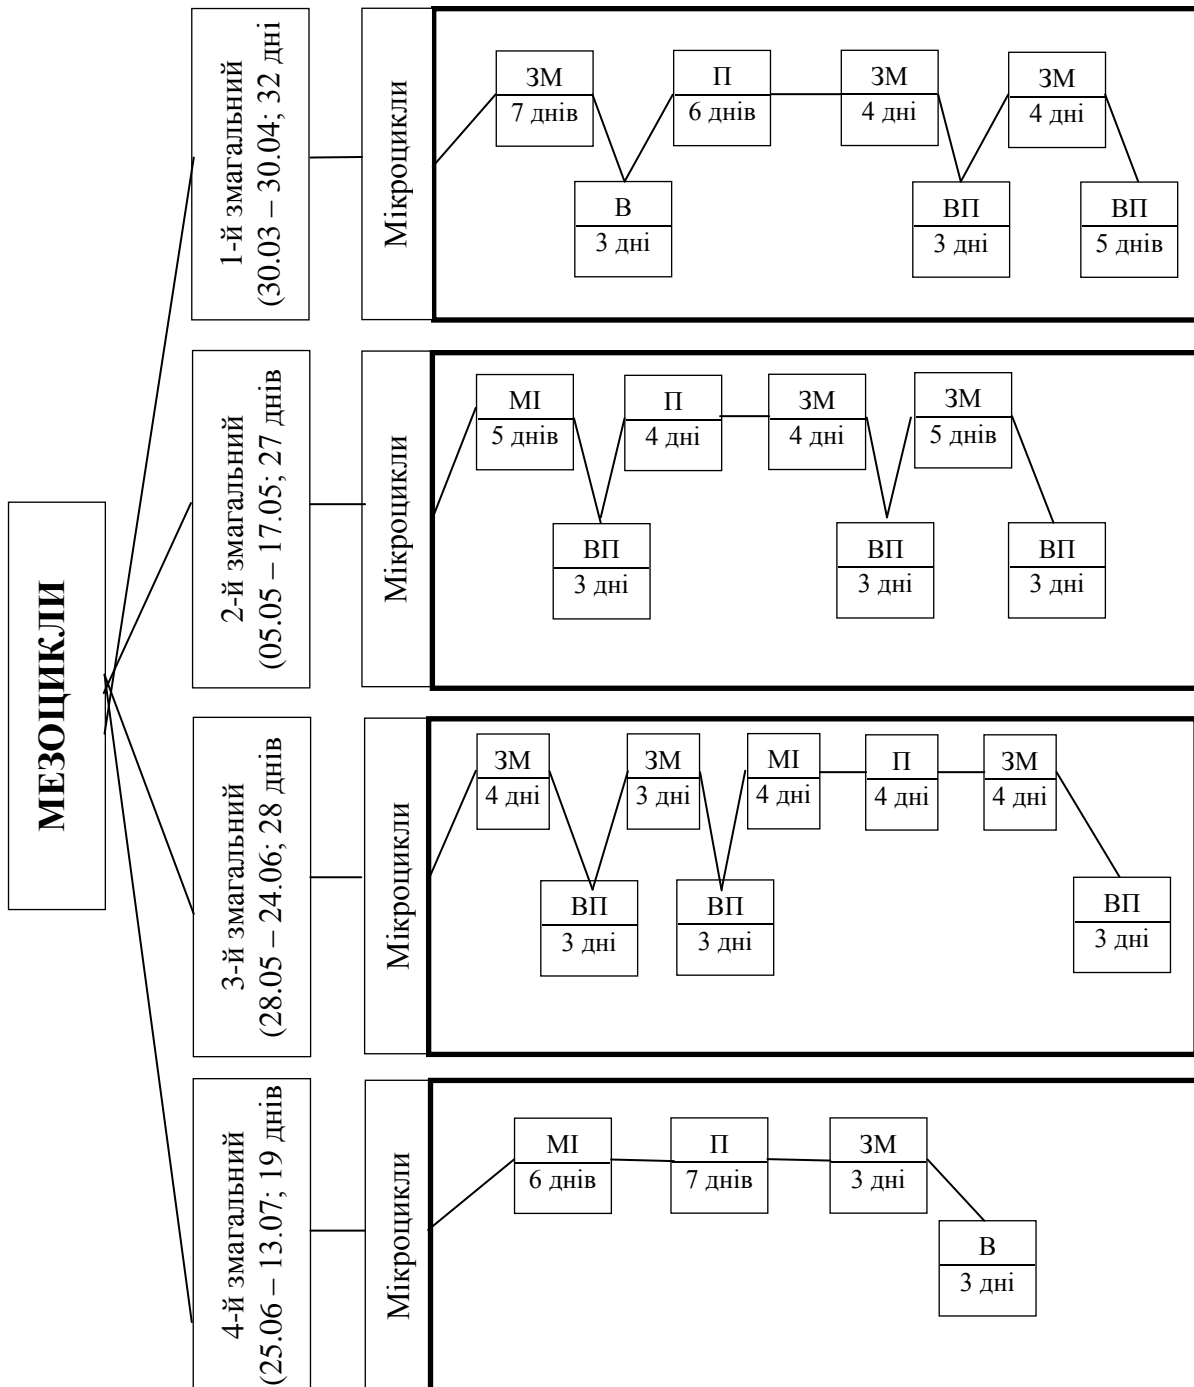 МЕЗОЦИКЛИ
1-й змагальний
(30.03 – 30.04; 32 дні
Мікроцикли
ЗМ
7 днів
В
3 дні
П
6 днів
ЗМ
4 дні
ВП
3 дні
ЗМ
4 дні
ВП
5 днів
2-й змагальний
(05.05 – 17.05; 27 днів
Мікроцикли
МІ
5 днів
ВП
3 дні
П
4 дні
ЗМ
4 дні
ВП
3 дні
ЗМ
5 днів
ВП
3 дні
3-й змагальний
(28.05 – 24.06; 28 днів
Мікроцикли
ЗМ
4 дні
ВП
3 дні
ЗМ
3 дні
ВП
3 дні
МІ
4 дні
П
4 дні
ЗМ
4 дні
ВП
3 дні
4-й змагальний
(25.06 – 13.07; 19 днів
Мікроцикли
МІ
6 днів
П
7 днів
ЗМ
3 дні
В
3 дні